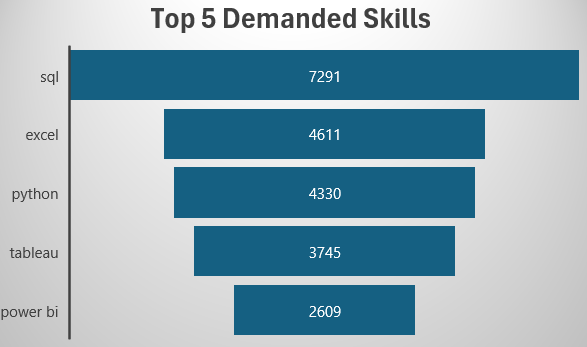 Top 5 Demanded Skills
sql 7291
excel 4611
python 4330
tableau 3745
power bi 2609